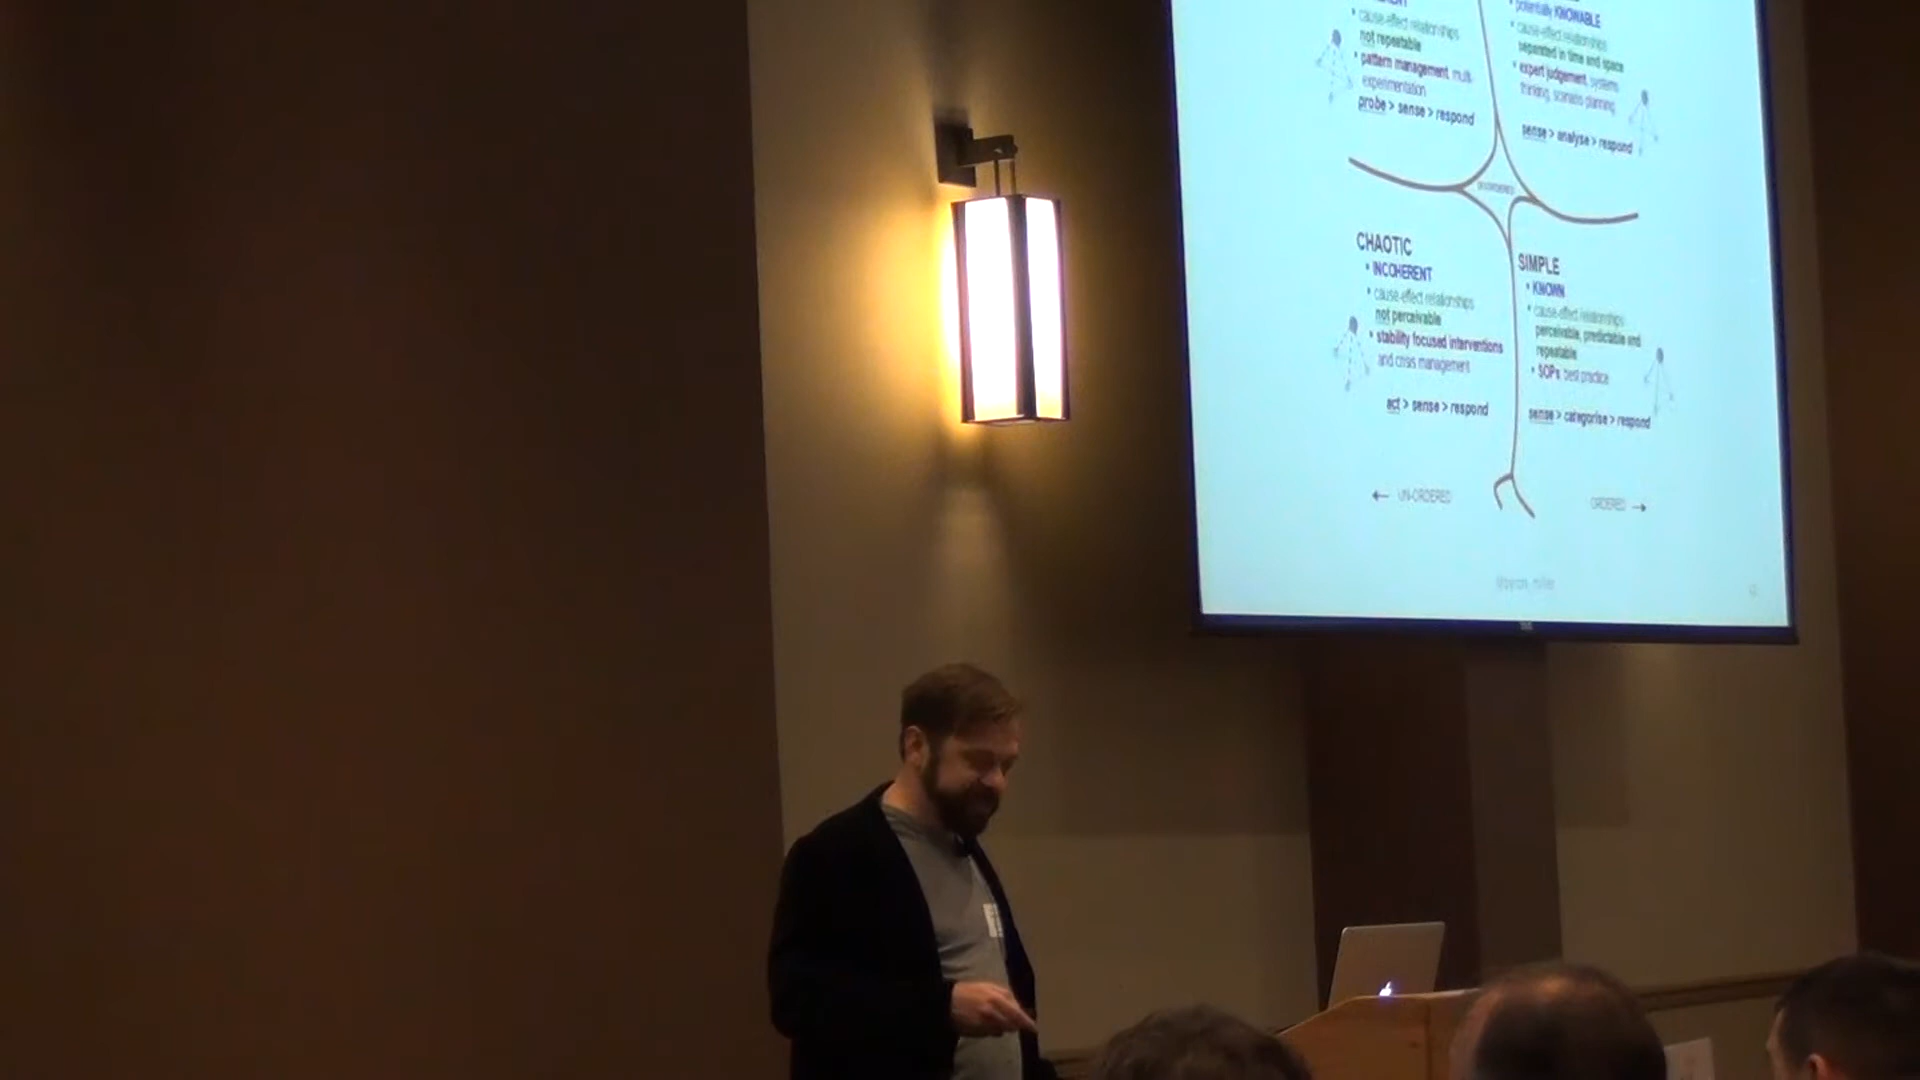 • cause-effect relationships
not repeatable
• pattern management, multi-
experimentation
probe > sense > respond
• potentially KNOWABLE
• cause-effect relationships
separated in time and space
• expert judgement, systems
thinking, scenario planning
sense > analyse > respond
CHAOTIC
• INCOHERENT
• cause-effect relationships
not perceivable
• stability focused interventions
and crisis management
act > sense > respond
SIMPLE
• KNOWN
• cause-effect relationships
perceivable, predictable and
repeatable
• SOPs best practice
sense > categorise > respond
← UN-ORDERED
ORDERED →